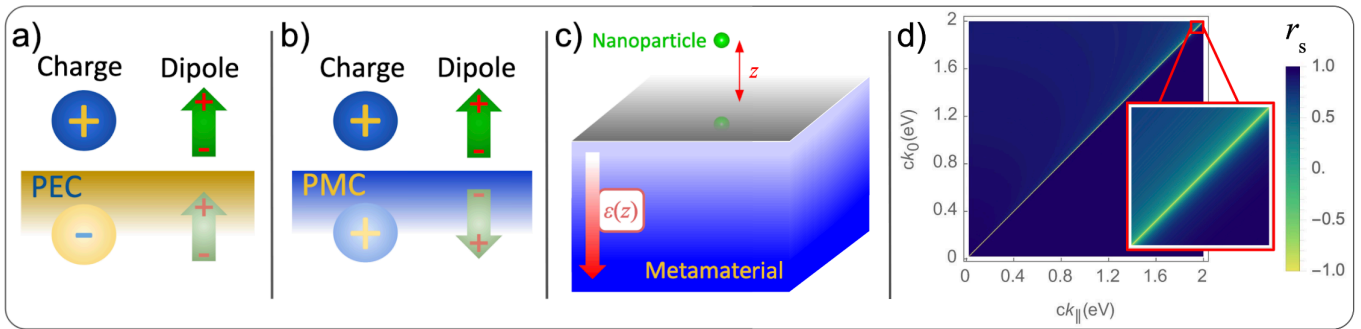 a)
Charge Dipole
+ + -
PEC
- + -
b)
Charge Dipole
+ + -
PMC
+ - +
c)
Nanoparticle
z
ε(z)
Metamaterial
d)
ck₀(eV)
2
1.6
1.2
0.8
0.4
0
0 0.4 0.8 1.2 1.6 2
ck∥(eV)
rₛ
1.0
0.5
0.
−0.5
−1.0